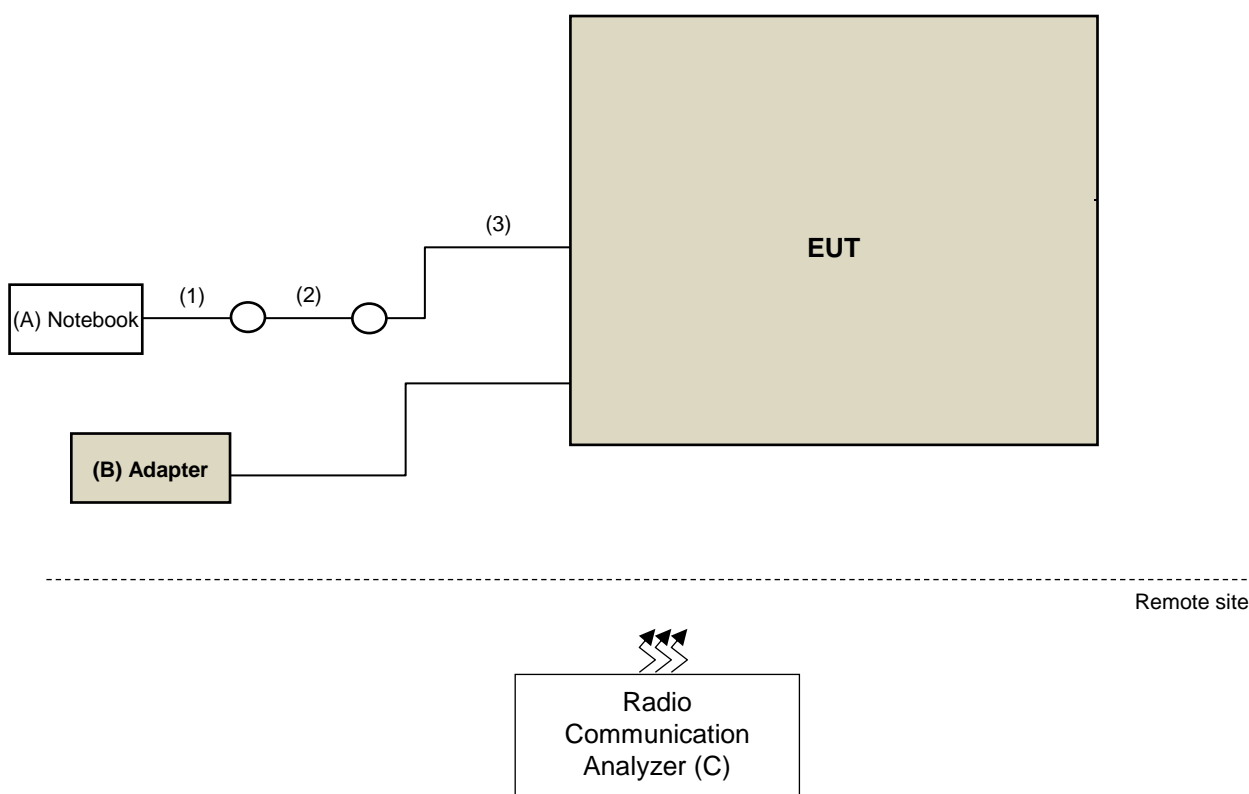 EUT
(3)
(1)
(2)
(A) Notebook
(B) Adapter
Remote site
Radio
Communication
Analyzer (C)